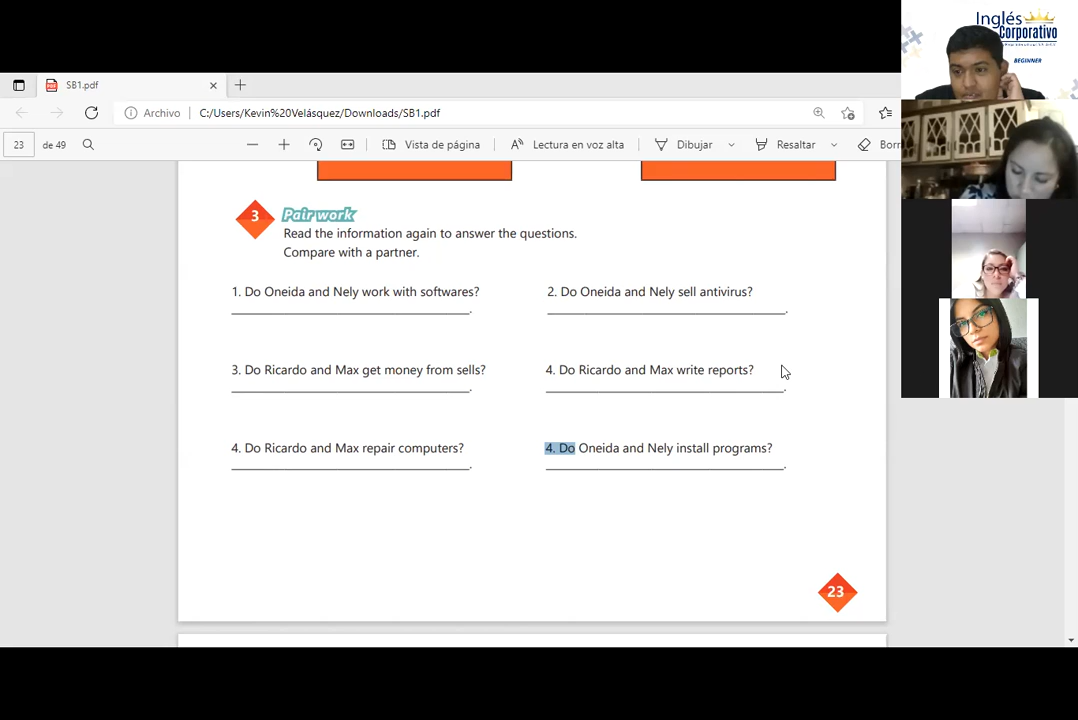 Inglés
Corporativo
BEGINNER
SB1.pdf
Archivo
C:/Users/Kevin%20Velásquez/Downloads/SB1.pdf
23
de 49
Vista de página
Lectura en voz alta
Dibujar
Resaltar
Borr
3
Pair work
Read the information again to answer the questions.
Compare with a partner.
1. Do Oneida and Nely work with softwares?
2. Do Oneida and Nely sell antivirus?
3. Do Ricardo and Max get money from sells?
4. Do Ricardo and Max write reports?
4. Do Ricardo and Max repair computers?
4. Do Oneida and Nely install programs?
23